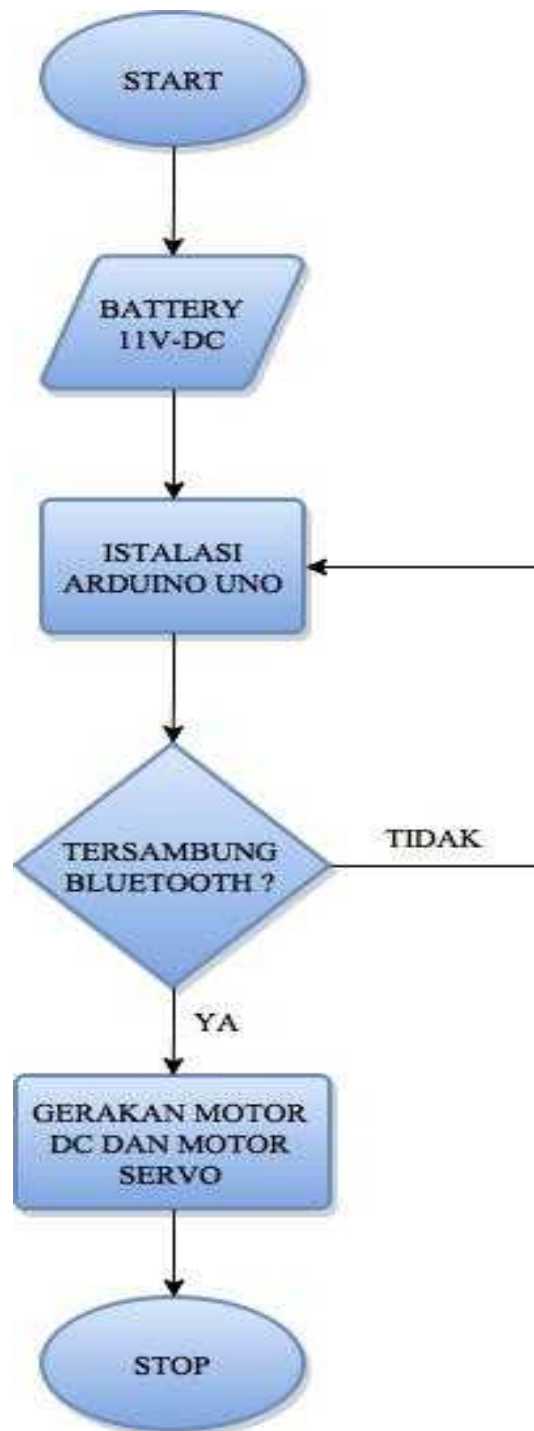 START
BATTERY
11V-DC
ISTALASI
ARDUINO UNO
TERSAMBUNG
BLUETOOTH ?
TIDAK
YA
GERAKAN MOTOR
DC DAN MOTOR
SERVO
STOP